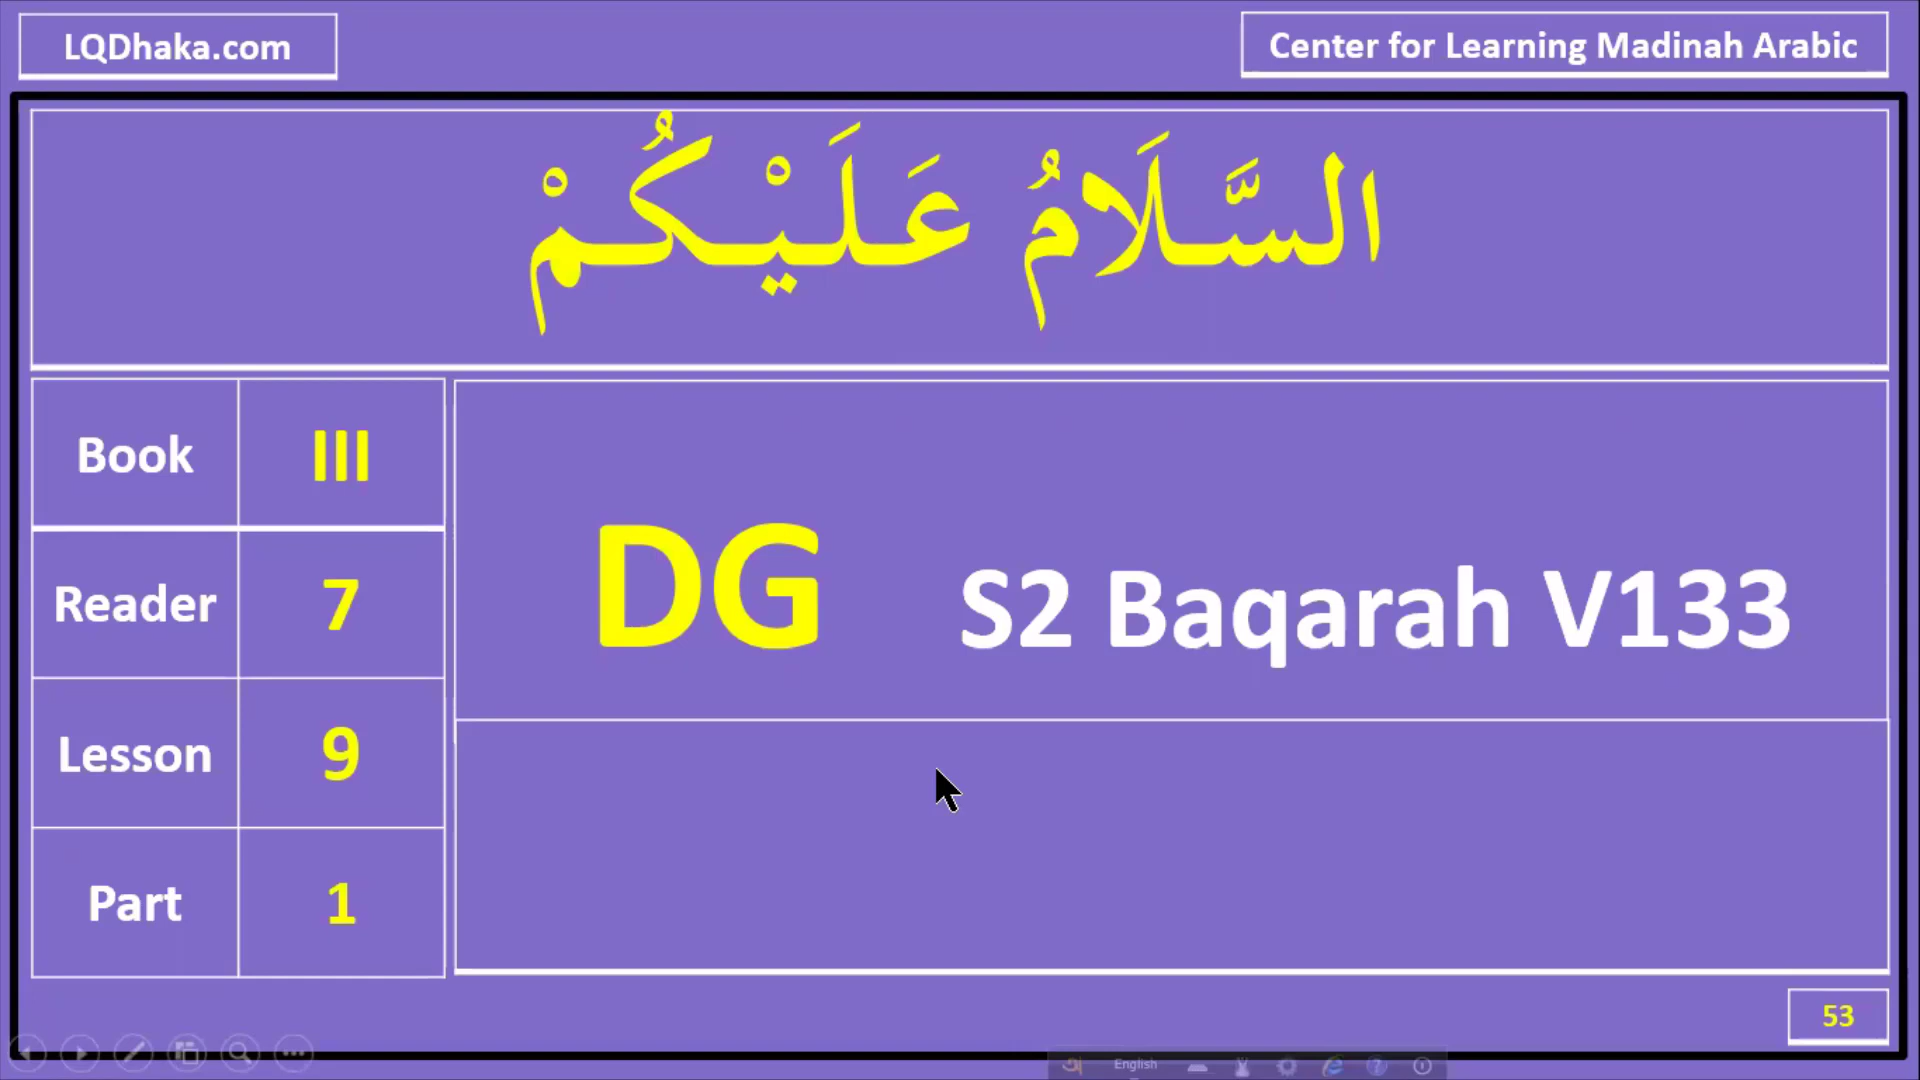 LQDhaka.com
Center for Learning Madinah Arabic
السَّلَامُ عَلَيْكُمْ
Book III
Reader 7
Lesson 9
Part 1
DG S2 Baqarah V133
53
English